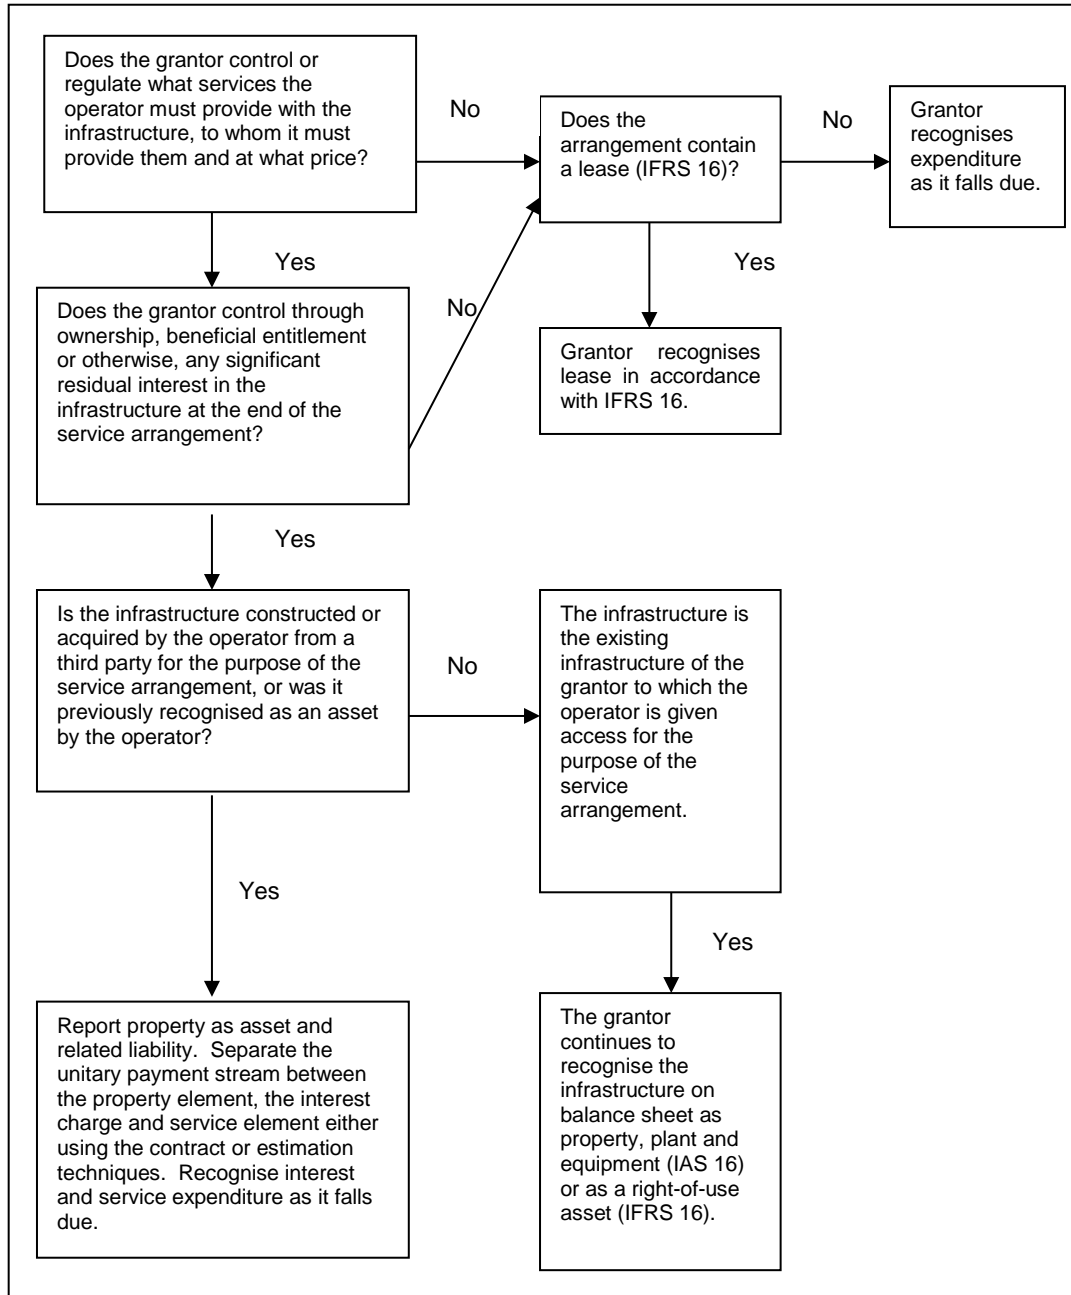 Does the grantor control or
regulate what services the
operator must provide with the
infrastructure, to whom it must
provide them and at what price?
No
Does the
arrangement contain
a lease (IFRS 16)?
No
Grantor
recognises
expenditure
as it falls due.
Yes
Yes
Does the grantor control through
ownership, beneficial entitlement
or otherwise, any significant
residual interest in the
infrastructure at the end of the
service arrangement?
No
Grantor recognises
lease in accordance
with IFRS 16.
Yes
Is the infrastructure constructed or
acquired by the operator from a
third party for the purpose of the
service arrangement, or was it
previously recognised as an asset
by the operator?
No
The infrastructure is
the existing
infrastructure of the
grantor to which the
operator is given
access for the
purpose of the
service
arrangement.
Yes
Yes
Report property as asset and
related liability.  Separate the
unitary payment stream between
the property element, the interest
charge and service element either
using the contract or estimation
techniques.  Recognise interest
and service expenditure as it falls
due.
The grantor
continues to
recognise the
infrastructure on
balance sheet as
property, plant and
equipment (IAS 16)
or as a right-of-use
asset (IFRS 16).